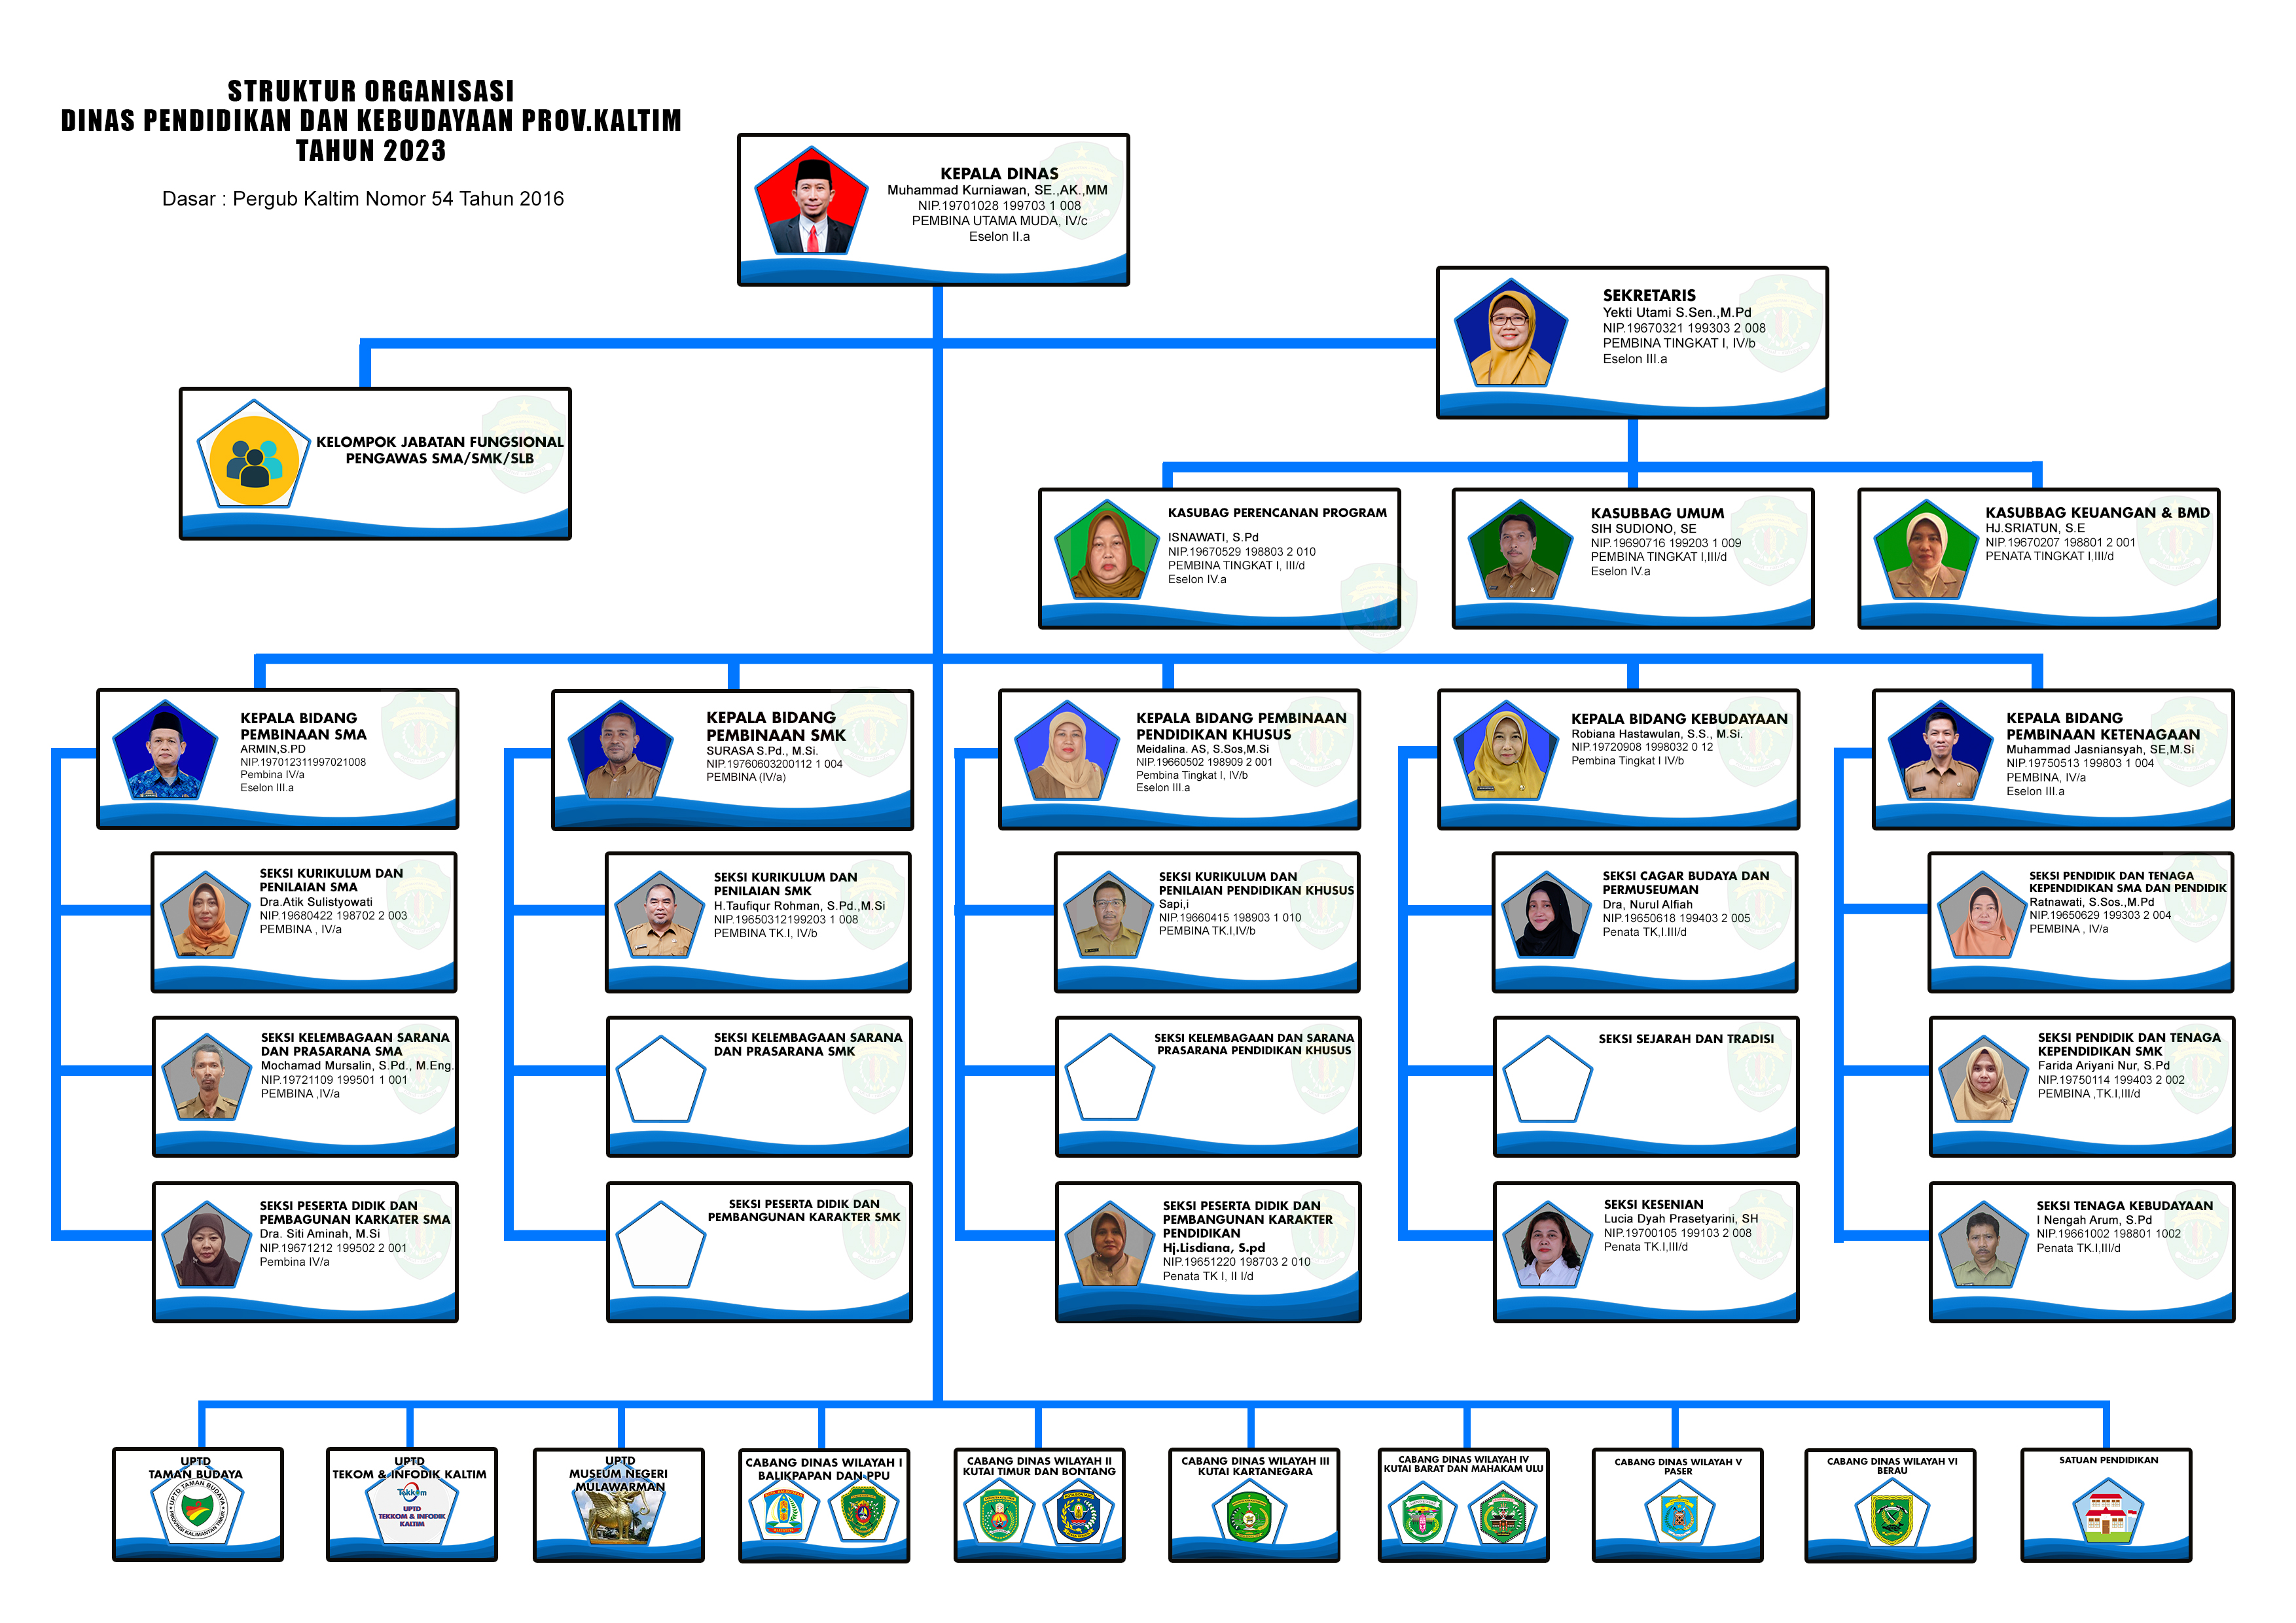 STRUKTUR ORGANISASI
DINAS PENDIDIKAN DAN KEBUDAYAAN PROV.KALTIM
TAHUN 2023
Dasar : Pergub Kaltim Nomor 54 Tahun 2016
KEPALA DINAS
Muhammad Kurniawan, SE.,AK.,MM
NIP.19701028 199703 1 008
PEMBINA UTAMA MUDA, IV/c
Eselon II.a
SEKRETARIS
Yekti Utami S.Sen.,M.Pd
NIP.19670321 199303 2 008
PEMBINA TINGKAT I, IV/b
Eselon III.a
KELOMPOK JABATAN FUNGSIONAL
PENGAWAS SMA/SMK/SLB
KASUBAG PERENCANAN PROGRAM
ISNAWATI, S.Pd
NIP.19670529 198803 2 010
PEMBINA TINGKAT I, III/d
Eselon IV.a
KASUBBAG UMUM
SIH SUDIONO, SE
NIP.19690716 199203 1 009
PEMBINA TINGKAT I,III/d
Eselon IV.a
KASUBBAG KEUANGAN & BMD
HJ.SRIATUN, S.E
NIP.19670207 198801 2 001
PENATA TINGKAT I,III/d
KEPALA BIDANG
PEMBINAAN SMA
ARMIN,S.PD
NIP.197012311997021008
Pembina IV/a
Eselon III.a
KEPALA BIDANG
PEMBINAAN SMK
SURASA S.Pd., M.Si.
NIP.19760603200112 1 004
PEMBINA (IV/a)
KEPALA BIDANG PEMBINAAN
PENDIDIKAN KHUSUS
Meidalina. AS, S.Sos,M.Si
NIP.19660502 198909 2 001
Pembina Tingkat I, IV/b
Eselon III.a
KEPALA BIDANG KEBUDAYAAN
Robiana Hastawulan, S.S., M.Si.
NIP.19720908 1998032 0 12
Pembina Tingkat I IV/b
KEPALA BIDANG
PEMBINAAN KETENAGAAN
Muhammad Jasniansyah, SE,M.Si
NIP.19750513 199803 1 004
PEMBINA, IV/a
Eselon III.a
SEKSI KURIKULUM DAN
PENILAIAN SMA
Dra.Atik Sulistyowati
NIP.19680422 198702 2 003
PEMBINA , IV/a
SEKSI KURIKULUM DAN
PENILAIAN SMK
H.Taufiqur Rohman, S.Pd.,M.Si
NIP.19650312199203 1 008
PEMBINA TK.I, IV/b
SEKSI KURIKULUM DAN
PENILAIAN PENDIDIKAN KHUSUS
Sapi,i
NIP.19660415 198903 1 010
PEMBINA TK.I,IV/b
SEKSI CAGAR BUDAYA DAN
PERMUSEUMAN
Dra, Nurul Alfiah
NIP.19650618 199403 2 005
Penata TK,I.III/d
SEKSI PENDIDIK DAN TENAGA
KEPENDIDIKAN SMA DAN PENDIDIK
Ratnawati, S.Sos.,M.Pd
NIP.19650629 199303 2 004
PEMBINA , IV/a
SEKSI KELEMBAGAAN SARANA
DAN PRASARANA SMA
Mochamad Mursalin, S.Pd., M.Eng.
NIP.19721109 199501 1 001
PEMBINA ,IV/a
SEKSI KELEMBAGAAN SARANA
DAN PRASARANA SMK
SEKSI KELEMBAGAAN DAN SARANA
PRASARANA PENDIDIKAN KHUSUS
SEKSI SEJARAH DAN TRADISI
SEKSI PENDIDIK DAN TENAGA
KEPENDIDIKAN SMK
Farida Ariyani Nur, S.Pd
NIP.19750114 199403 2 002
PEMBINA ,TK.I,III/d
SEKSI PESERTA DIDIK DAN
PEMBAGUNAN KARKATER SMA
Dra. Siti Aminah, M.Si
NIP.19671212 199502 2 001
Pembina IV/a
SEKSI PESERTA DIDIK DAN
PEMBANGUNAN KARAKTER SMK
SEKSI PESERTA DIDIK DAN
PEMBANGUNAN KARAKTER
PENDIDIKAN
Hj.Lisdiana, S.pd
NIP.19651220 198703 2 010
Penata TK I, II I/d
SEKSI KESENIAN
Lucia Dyah Prasetyarini, SH
NIP.19700105 199103 2 008
Penata TK.I,III/d
SEKSI TENAGA KEBUDAYAAN
I Nengah Arum, S.Pd
NIP.19661002 198801 1002
Penata TK.I,III/d
UPTD
TAMAN BUDAYA
UPTD TAMAN BUDAYA
PROVINSI KALIMANTAN TIMUR
UPTD
TEKOM & INFODIK KALTIM
Tekkom
UPTD
TEKKOM & INFODIK
KALTIM
UPTD
MUSEUM NEGERI
MULAWARMAN
CABANG DINAS WILAYAH I
BALIKPAPAN DAN PPU
CABANG DINAS WILAYAH II
KUTAI TIMUR DAN BONTANG
CABANG DINAS WILAYAH III
KUTAI KARTANEGARA
CABANG DINAS WILAYAH IV
KUTAI BARAT DAN MAHAKAM ULU
CABANG DINAS WILAYAH V
PASER
CABANG DINAS WILAYAH VI
BERAU
SATUAN PENDIDIKAN